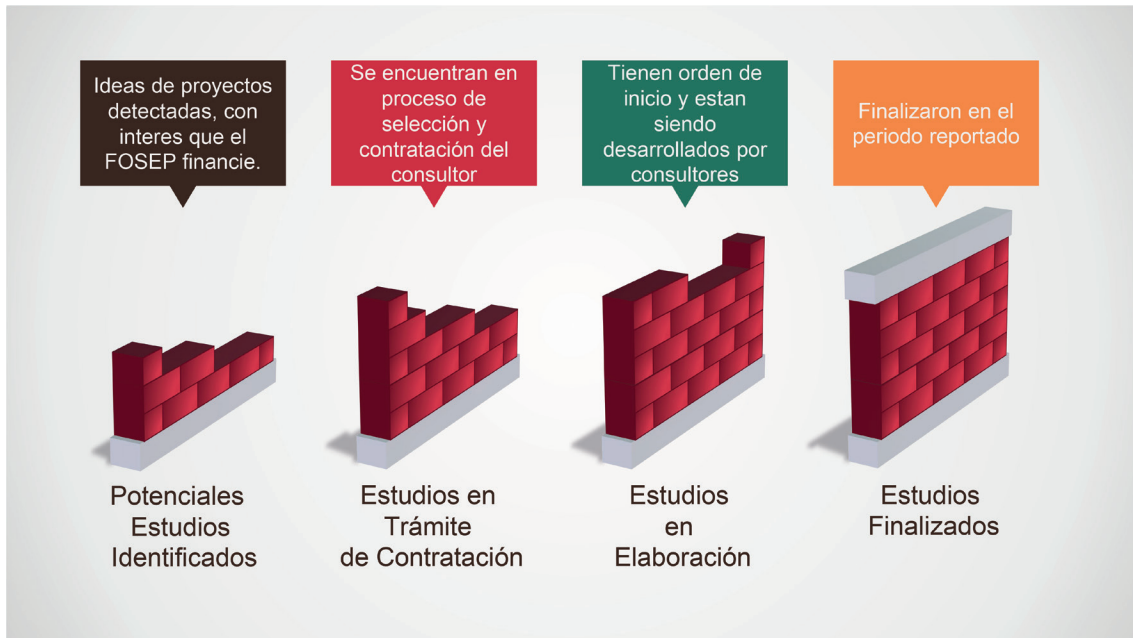 Ideas de proyectos
detectadas, con
interes que el
FOSEP financie.
Se encuentran en
proceso de
selección y
contratación del
consultor
Tienen orden de
inicio y estan
siendo
desarrollados por
consultores
Finalizaron en el
periodo reportado
Potenciales
Estudios
Identificados
Estudios en
Trámite
de Contratación
Estudios
en
Elaboración
Estudios
Finalizados